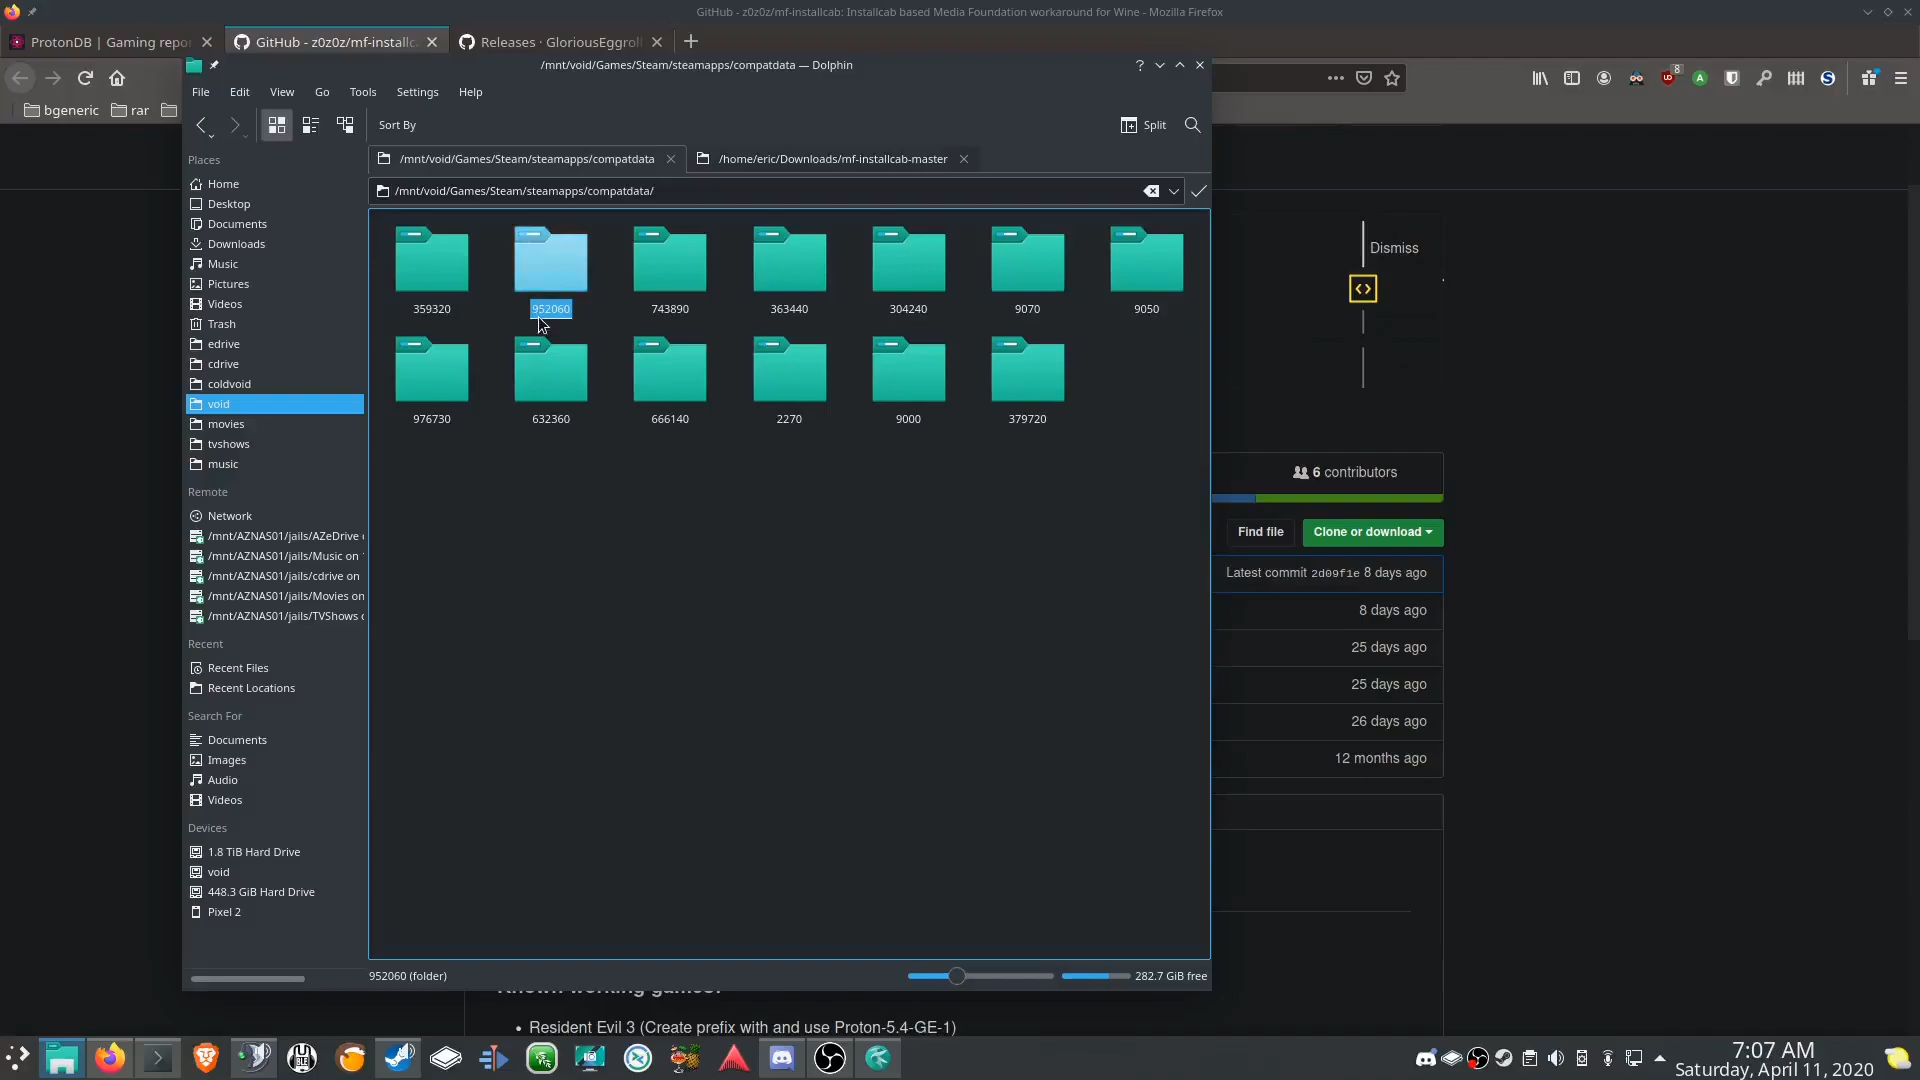 GitHub - z0z0z/mf-installcab: Installcab based Media Foundation workaround for Wine - Mozilla Firefox
ProtonDB | Gaming repo
GitHub - z0z0z/mf-installc
Releases · GloriousEggroll
/mnt/void/Games/Steam/steamapps/compatdata — Dolphin
File Edit View Go Tools Settings Help
8
bgeneric
rar
Sort By
Split
/mnt/void/Games/Steam/steamapps/compatdata
/home/eric/Downloads/mf-installcab-master
/mnt/void/Games/Steam/steamapps/compatdata/
Places
Home
Desktop
Documents
Downloads
Music
Pictures
Videos
Trash
edrive
cdrive
coldvoid
void
movies
tvshows
music
Remote
Network
/mnt/AZNAS01/jails/AZeDrive
/mnt/AZNAS01/jails/Music on
/mnt/AZNAS01/jails/cdrive on
/mnt/AZNAS01/jails/Movies on
/mnt/AZNAS01/jails/TVShows
Recent
Recent Files
Recent Locations
Search For
Documents
Images
Audio
Videos
Devices
1.8 TiB Hard Drive
void
448.3 GiB Hard Drive
Pixel 2
359320 952060 743890 363440 304240 9070 9050
976730 632360 666140 2270 9000 379720
952060 (folder)
282.7 GiB free
Dismiss
6 contributors
Find file
Clone or download
Latest commit 2d09f1e 8 days ago
8 days ago
25 days ago
25 days ago
26 days ago
12 months ago
Known working games:
• Resident Evil 3 (Create prefix with and use Proton-5.4-GE-1)
7:07 AM
Saturday, April 11, 2020